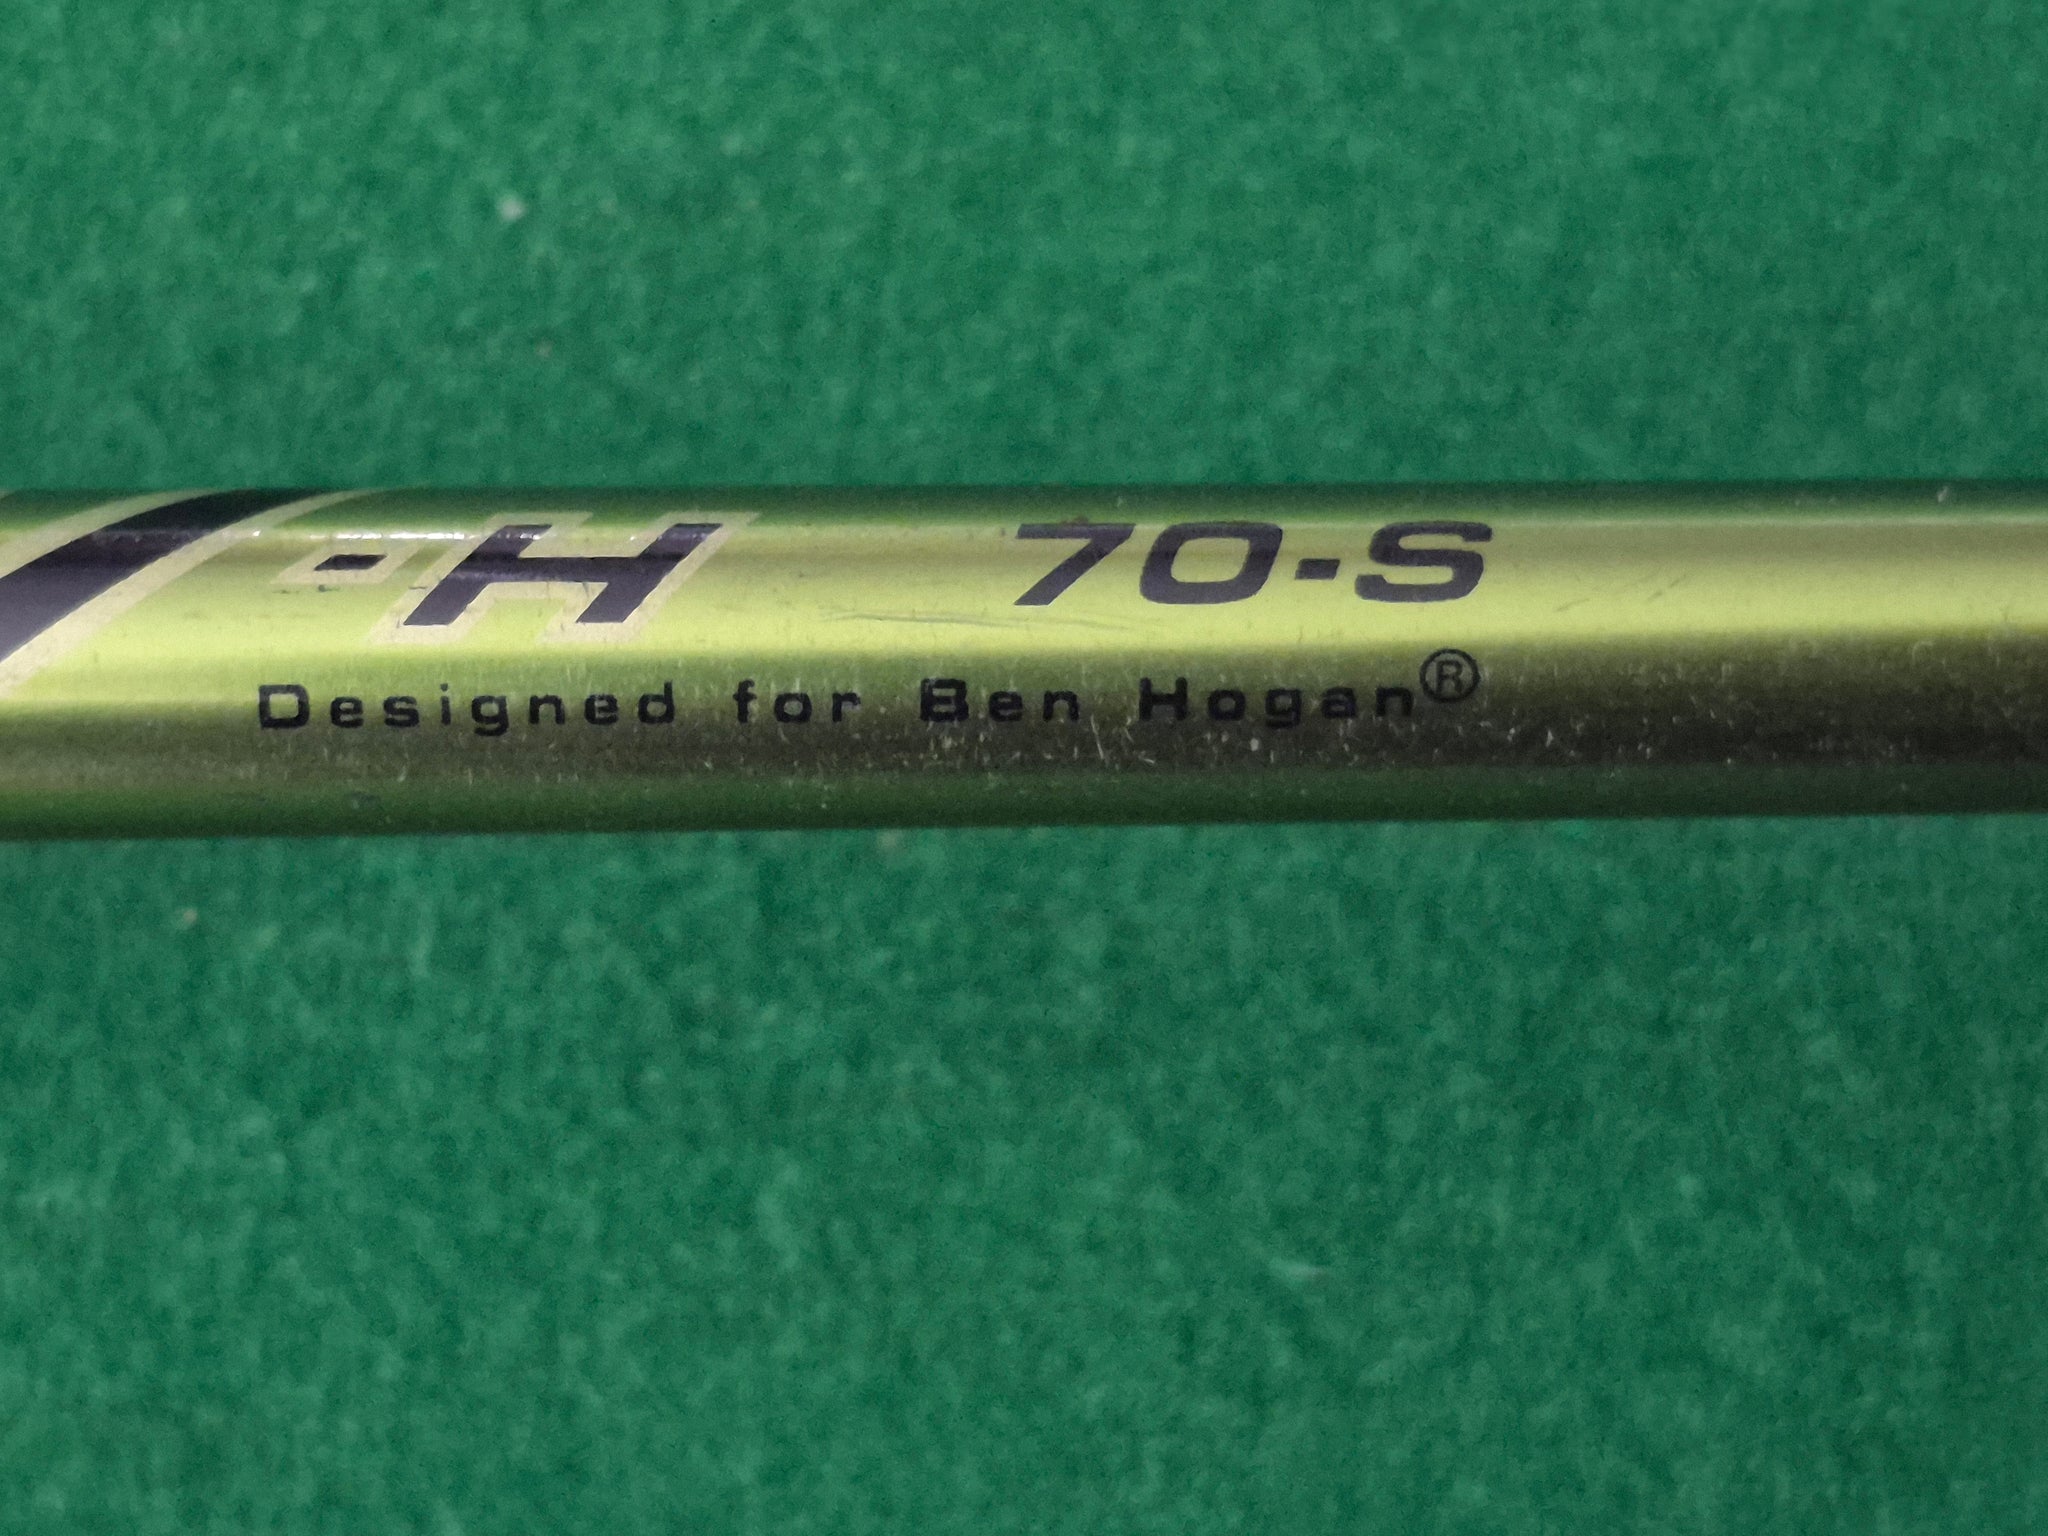 -H 70-S
Designed for Ben Hogan®